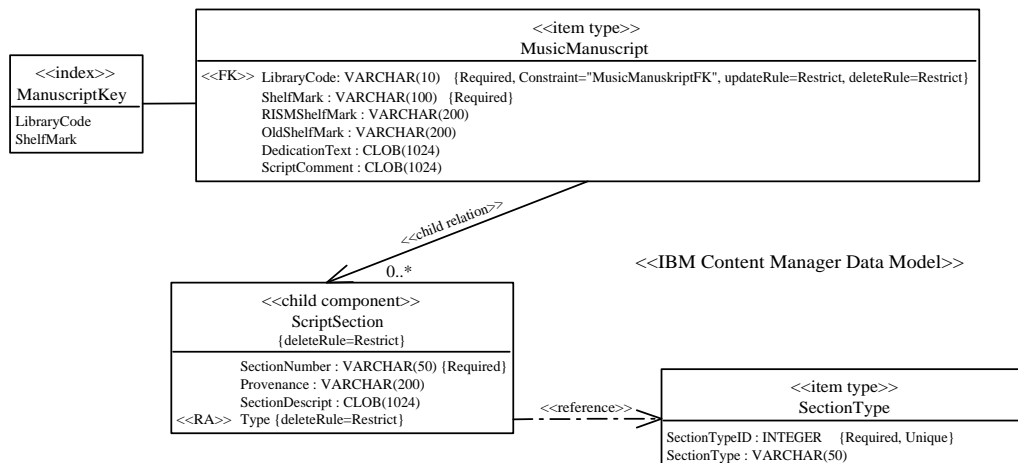 <<item type>>
MusicManuscript
<<FK>> LibraryCode: VARCHAR(10) {Required, Constraint="MusicManuskriptFK", updateRule=Restrict, deleteRule=Restrict}
ShelfMark : VARCHAR(100) {Required}
RISMShelfMark : VARCHAR(200)
OldShelfMark : VARCHAR(200)
DedicationText : CLOB(1024)
ScriptComment : CLOB(1024)
<<index>>
ManuscriptKey
LibraryCode
ShelfMark
<<child relation>>
0..*
<<IBM Content Manager Data Model>>
<<child component>>
ScriptSection
{deleteRule=Restrict}
SectionNumber : VARCHAR(50) {Required}
Provenance : VARCHAR(200)
SectionDescript : CLOB(1024)
<<RA>> Type {deleteRule=Restrict}
<<reference>>
<<item type>>
SectionType
SectionTypeID : INTEGER {Required, Unique}
SectionType : VARCHAR(50)